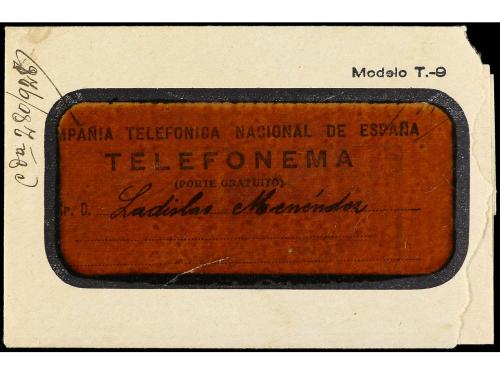 Modelo T.-9
MPAÑIA TELEFONICA NACIONAL DE ESPAÑA
TELEFONEMA
(PORTE GRATUITO)
Sr. D. Ladislao Menéndez